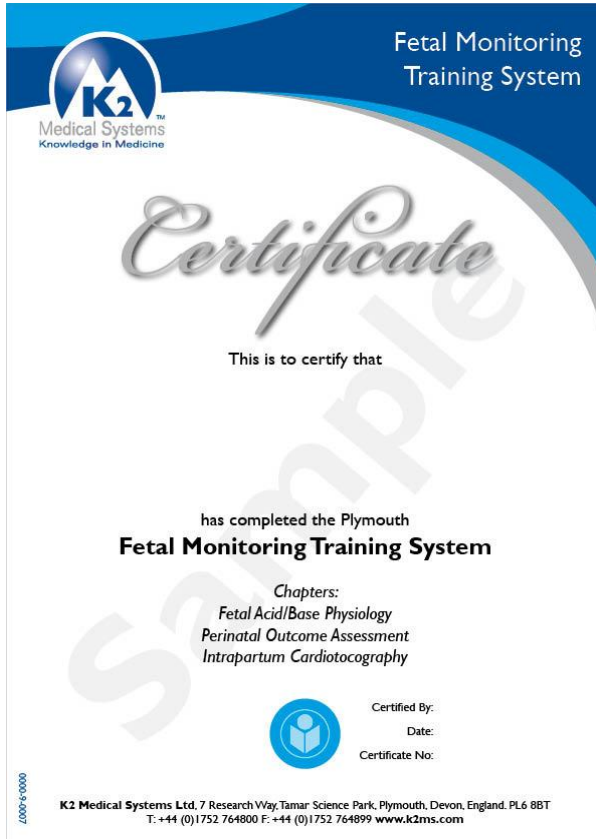 Fetal Monitoring
Training System
K2
TM
Medical Systems
Knowledge in Medicine
Certificate
This is to certify that
has completed the Plymouth
Fetal Monitoring Training System
Chapters:
Fetal Acid/Base Physiology
Perinatal Outcome Assessment
Intrapartum Cardiotocography
Sample
Certified By:
Date:
Certificate No:
0000-9-0007
K2 Medical Systems Ltd, 7 Research Way, Tamar Science Park, Plymouth, Devon, England. PL6 8BT
T: +44 (0)1752 764800 F: +44 (0)1752 764899 www.k2ms.com